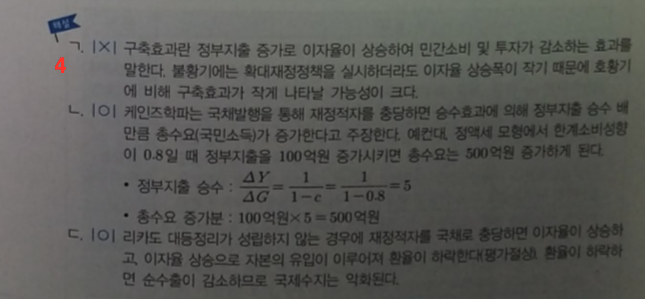 해설
ㄱ. |×| 구축효과란 정부지출 증가로 이자율이 상승하여 민간소비 및 투자가 감소하는 효과를
4
말한다. 불황기에는 확대재정정책을 실시하더라도 이자율 상승폭이 작기 때문에 호황기
에 비해 구축효과가 작게 나타날 가능성이 크다.
ㄴ. |○| 케인즈학파는 국채발행을 통해 재정적자를 충당하면 승수효과에 의해 정부지출 승수 배
만큼 총수요(국민소득)가 증가한다고 주장한다. 예컨대, 정액세 모형에서 한계소비성향
이 0.8일 때 정부지출을 100억원 증가시키면 총수요는 500억원 증가하게 된다.
• 정부지출 승수 : ΔY/ΔG = 1/(1-c) = 1/(1-0.8) = 5
• 총수요 증가분 : 100억원×5=500억원
ㄷ. |○| 리카도 대등정리가 성립하지 않는 경우에 재정적자를 국채로 충당하면 이자율이 상승하
고, 이자율 상승으로 자본의 유입이 이루어져 환율이 하락한다(평가절상). 환율이 하락하
면 순수출이 감소하므로 국제수지는 악화된다.